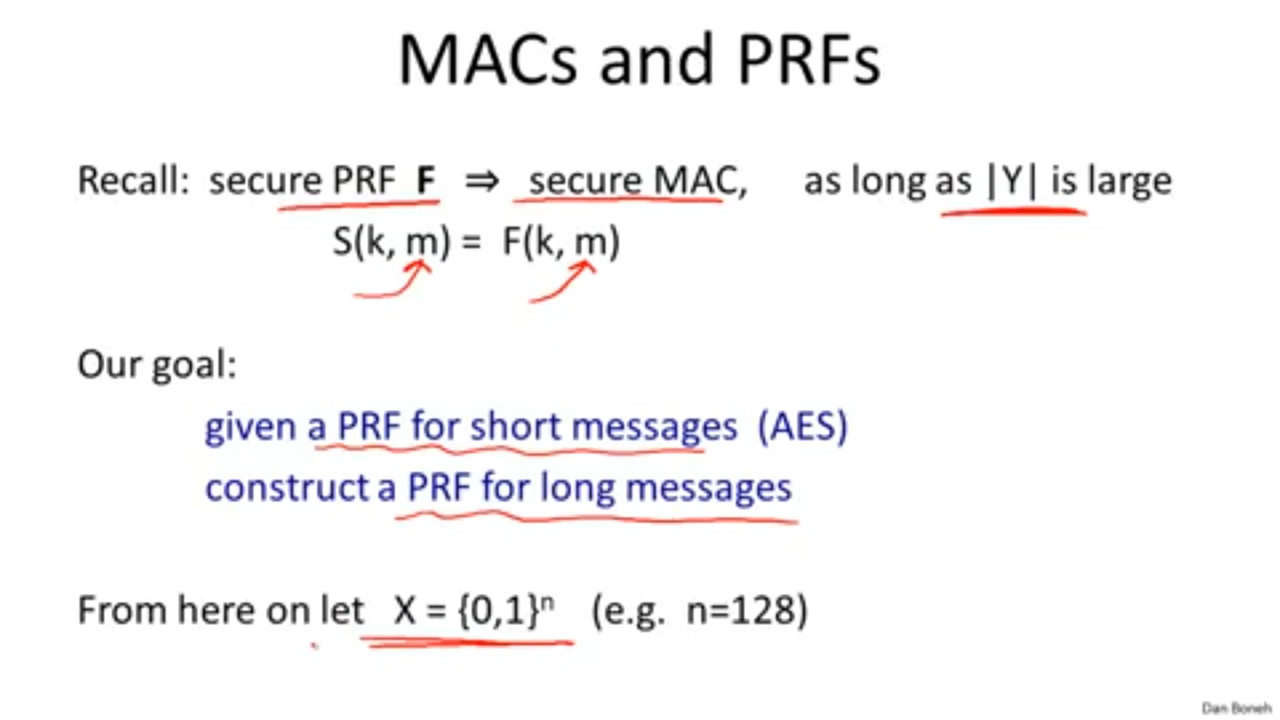 MACs and PRFs
Recall: secure PRF F ⇒ secure MAC, as long as |Y| is large
S(k, m) = F(k, m)
Our goal:
given a PRF for short messages (AES)
construct a PRF for long messages
From here on let X = {0,1}ⁿ (e.g. n=128)
Dan Boneh